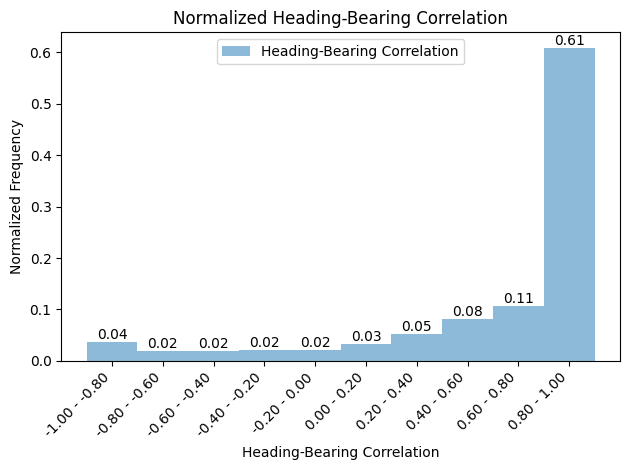 Normalized Heading-Bearing Correlation
Heading-Bearing Correlation
Normalized Frequency
0.6
0.5
0.4
0.3
0.2
0.1
0.0
0.04
0.02
0.02
0.02
0.02
0.03
0.05
0.08
0.11
0.61
-1.00 - -0.80
-0.80 - -0.60
-0.60 - -0.40
-0.40 - -0.20
-0.20 - 0.00
0.00 - 0.20
0.20 - 0.40
0.40 - 0.60
0.60 - 0.80
0.80 - 1.00
Heading-Bearing Correlation